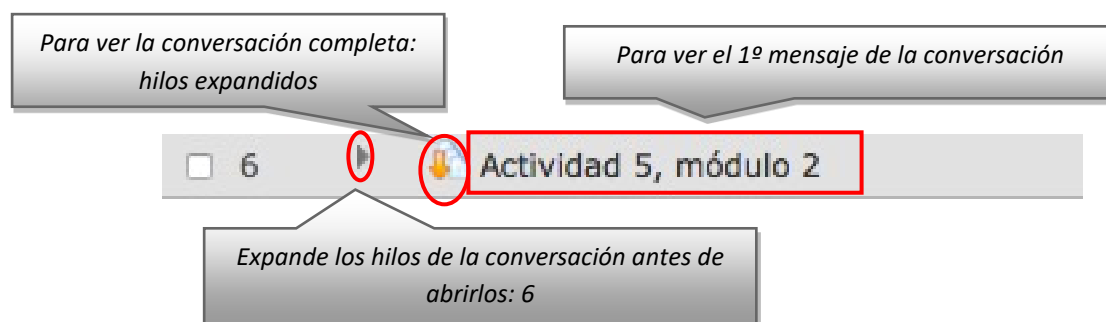 Para ver la conversación completa:
hilos expandidos
Para ver el 1º mensaje de la conversación
6
Actividad 5, módulo 2
Expande los hilos de la conversación antes de
abrirlos: 6